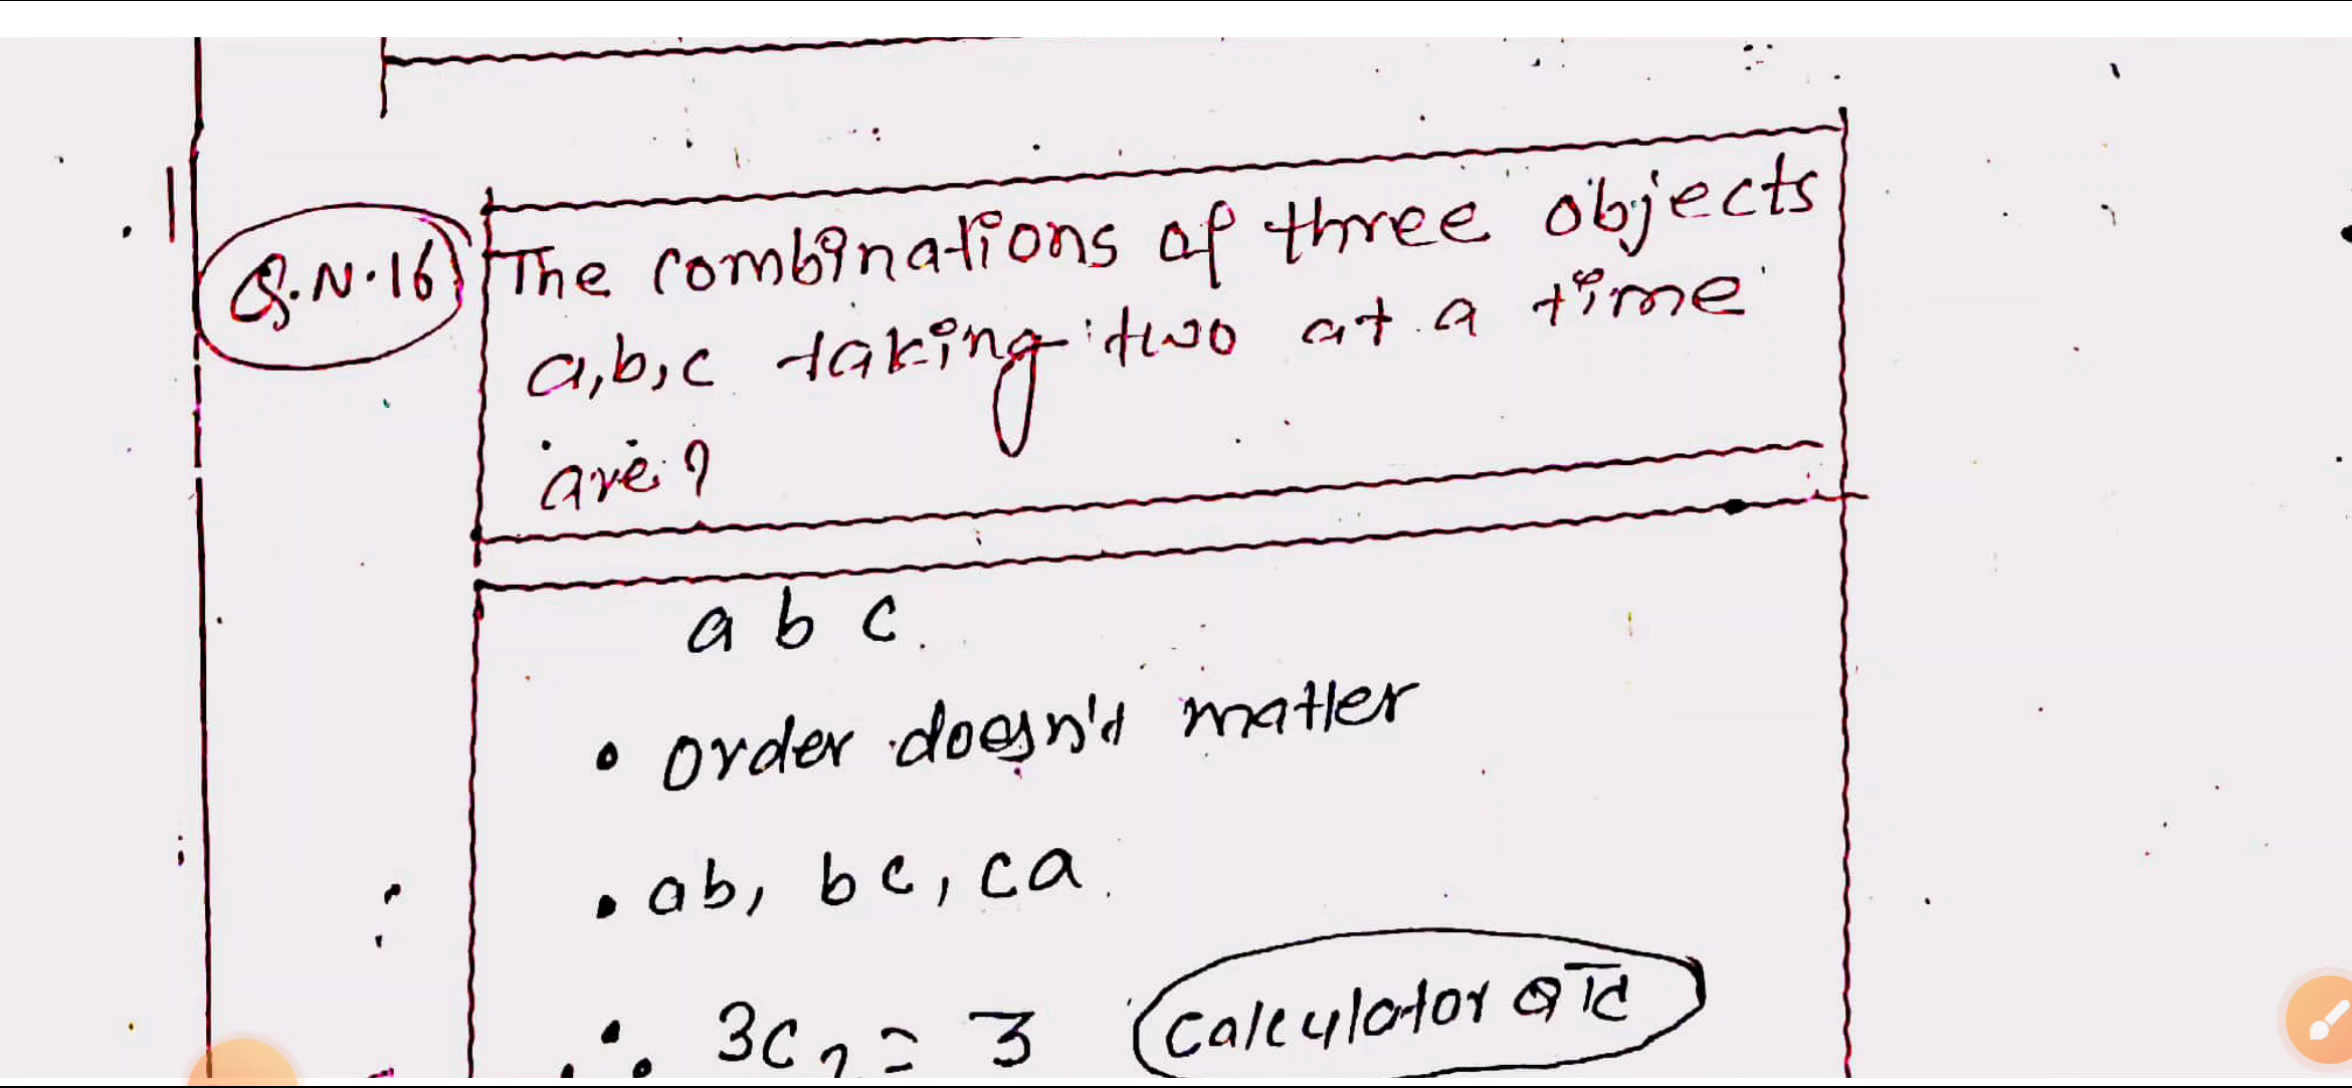 Q.N.16
The combinations of three objects
a,b,c taking two at a time
are?
a b c.
• order doesn't matter
• ab, bc, ca.
∴ 3C2 = 3 Calculator बाट